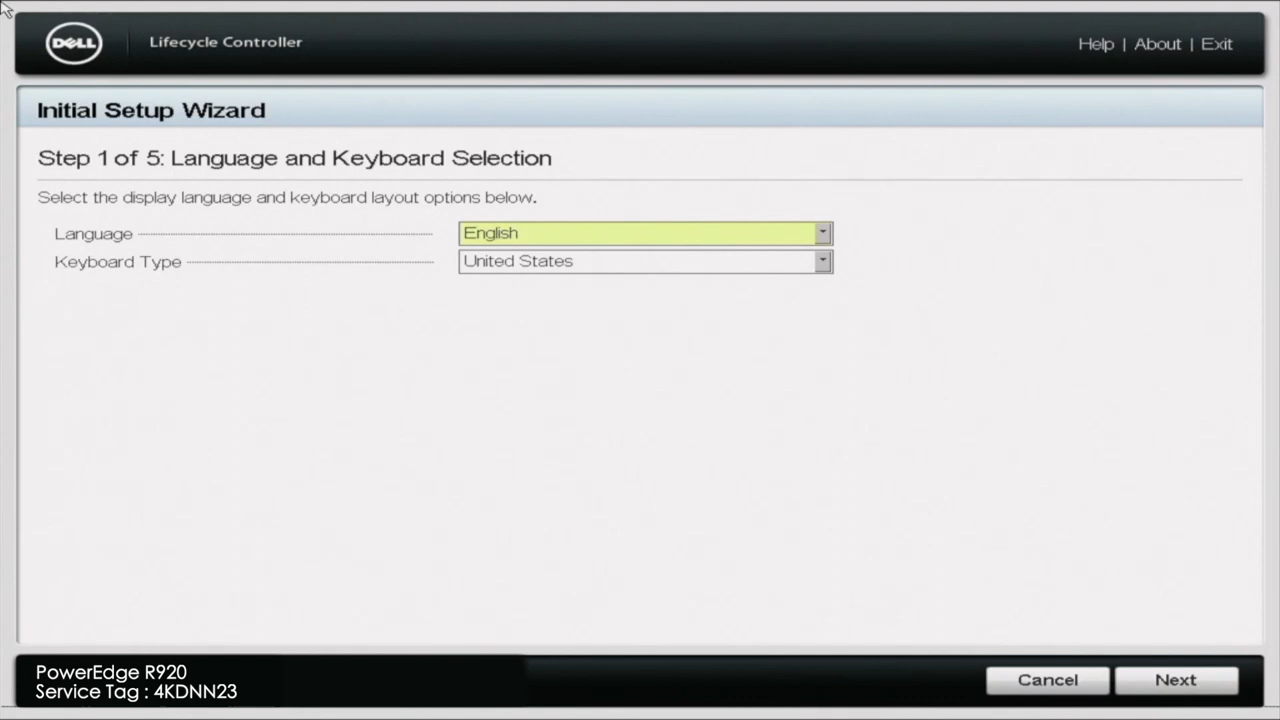 DELL
Lifecycle Controller
Help | About | Exit
Initial Setup Wizard
Step 1 of 5: Language and Keyboard Selection
Select the display language and keyboard layout options below.
Language English
Keyboard Type United States
PowerEdge R920
Service Tag : 4KDNN23
Cancel Next